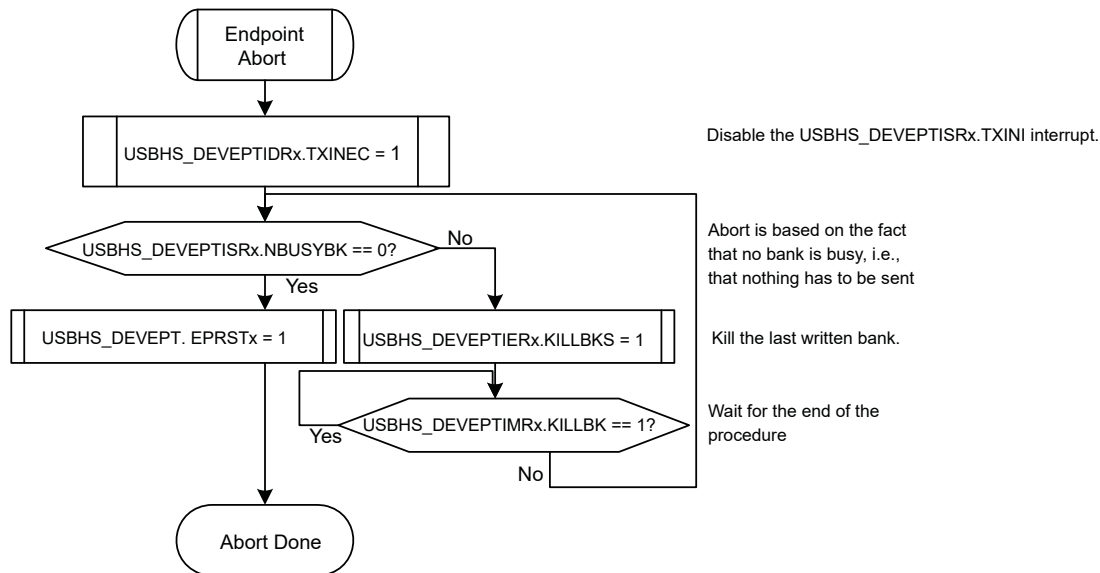 Endpoint
Abort
USBHS_DEVEPTIDRx.TXINEC = 1
Disable the USBHS_DEVEPTISRx.TXINI interrupt.
USBHS_DEVEPTISRx.NBUSYBK == 0?
No
Yes
Abort is based on the fact
that no bank is busy, i.e.,
that nothing has to be sent
USBHS_DEVEPT. EPRSTx = 1
USBHS_DEVEPTIERx.KILLBKS = 1
Kill the last written bank.
USBHS_DEVEPTIMRx.KILLBK == 1?
Yes
No
Wait for the end of the
procedure
Abort Done